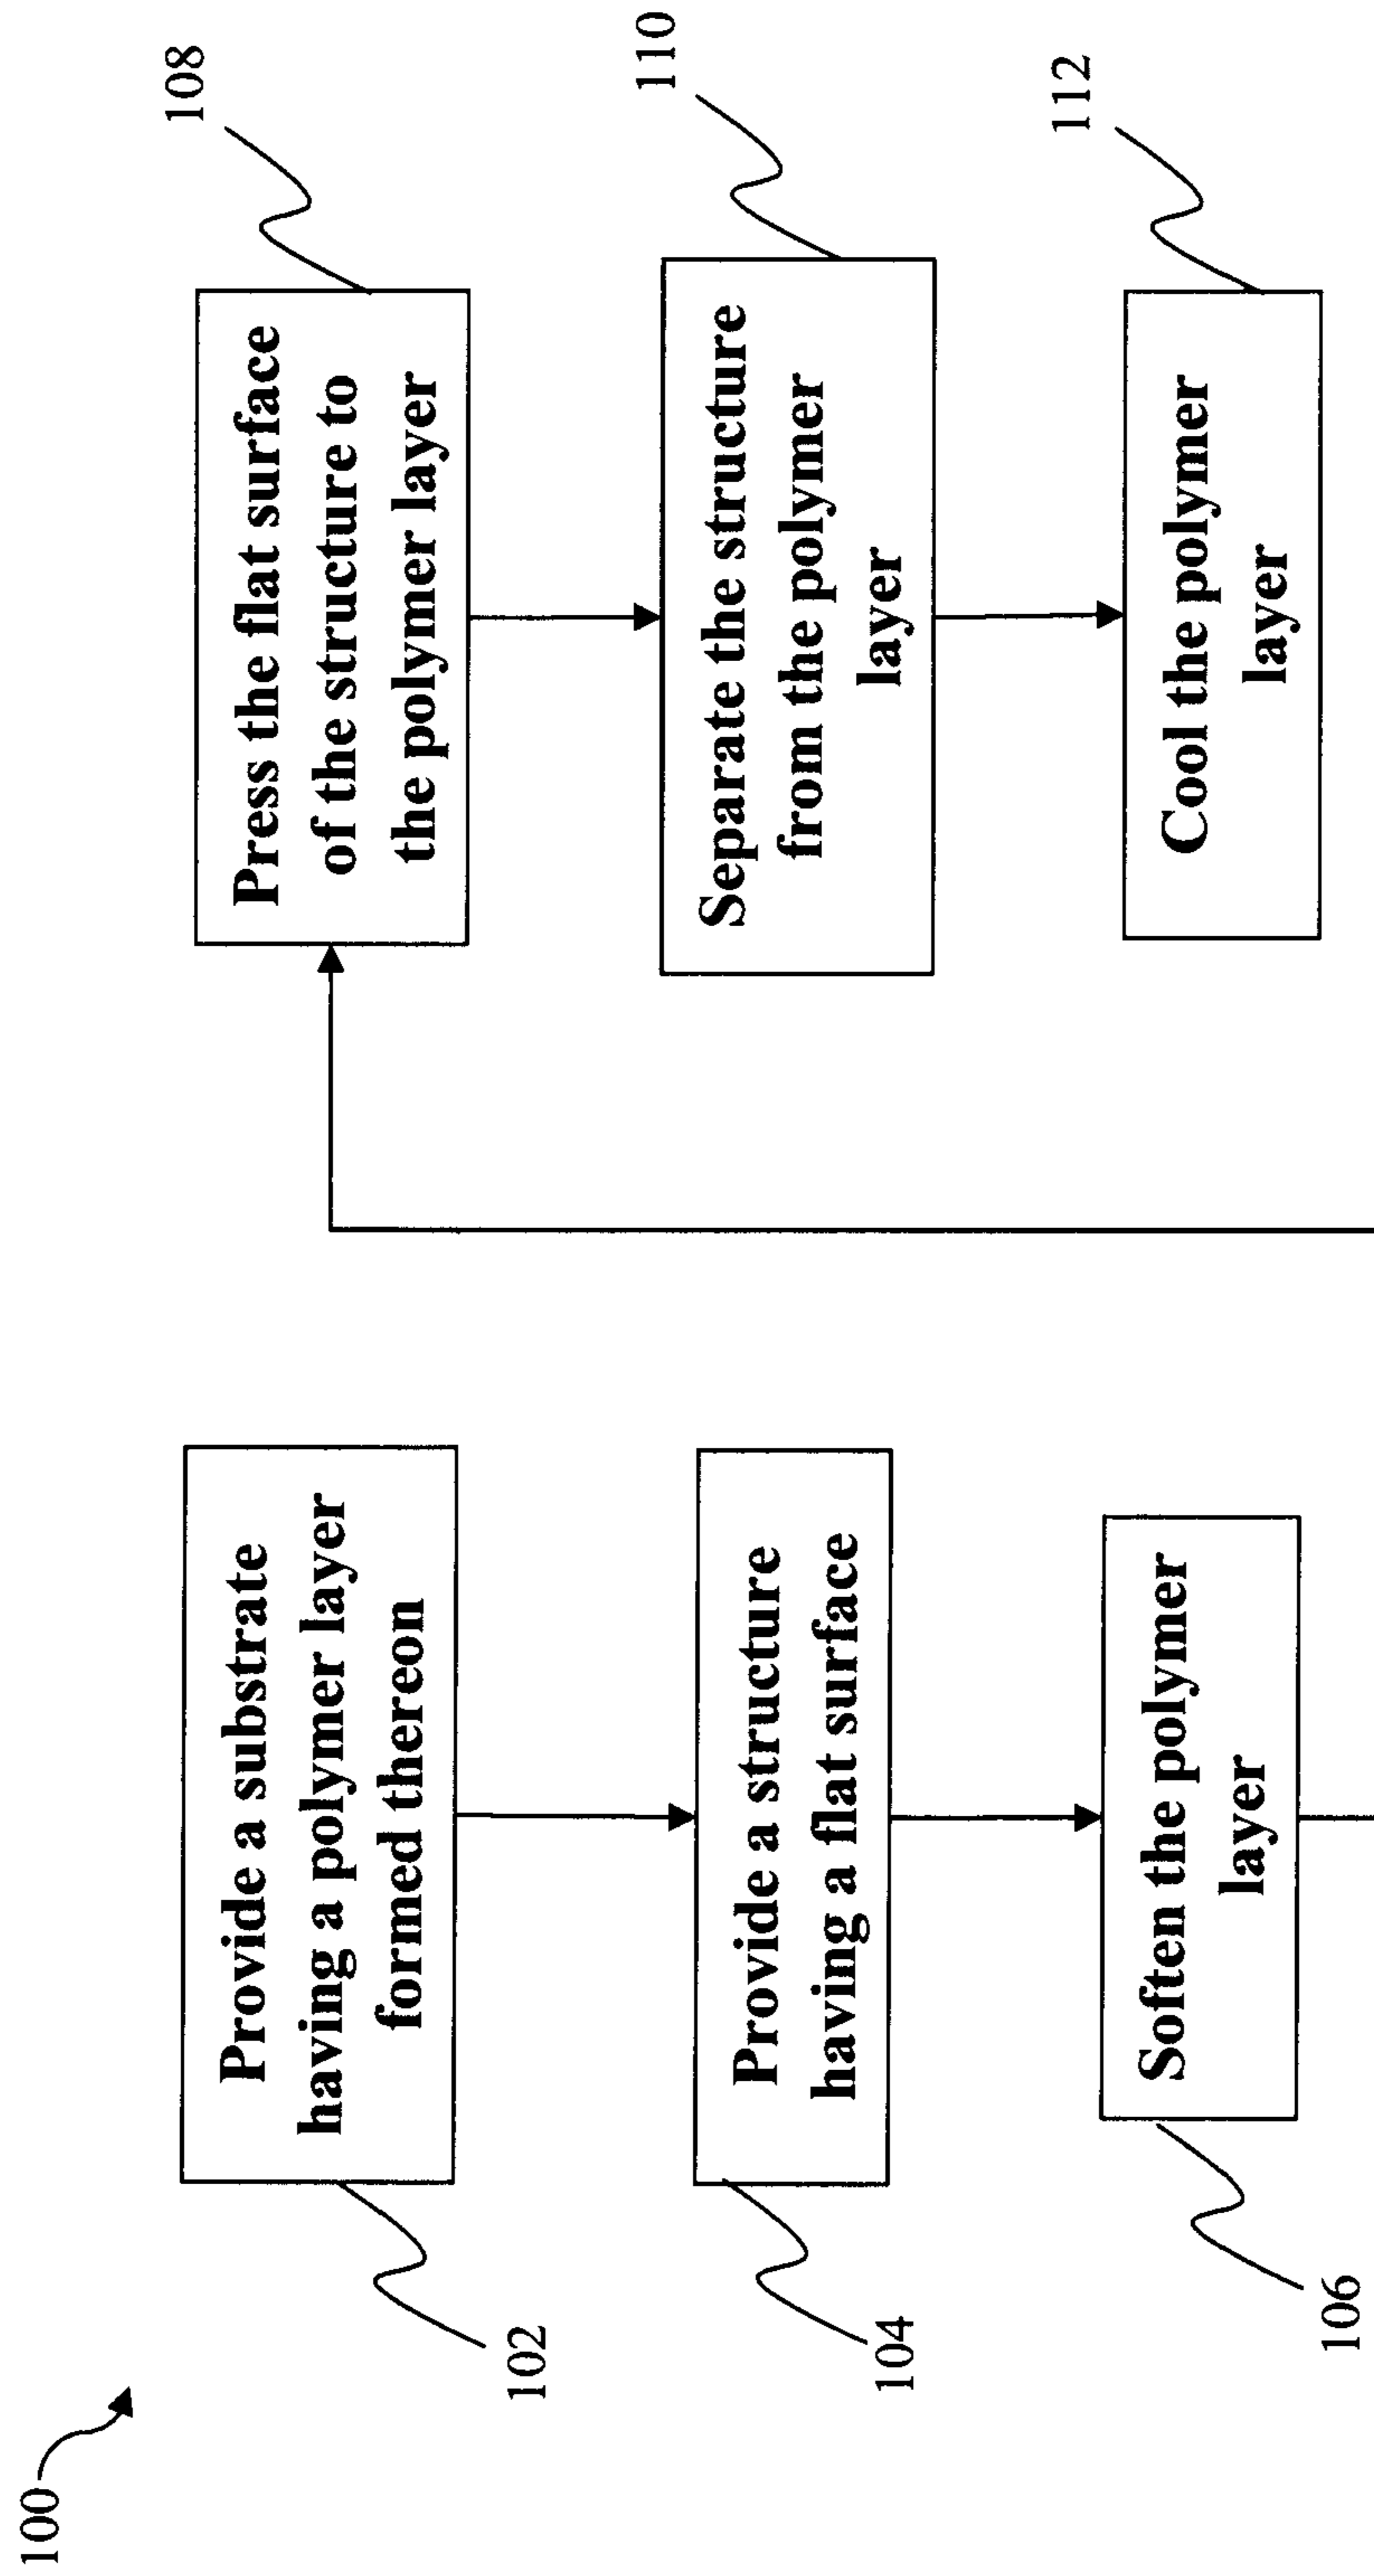 100
Provide a substrate
having a polymer layer
formed thereon
102
Provide a structure
having a flat surface
104
Soften the polymer
layer
106
Press the flat surface
of the structure to
the polymer layer
108
Separate the structure
from the polymer
layer
110
Cool the polymer
layer
112